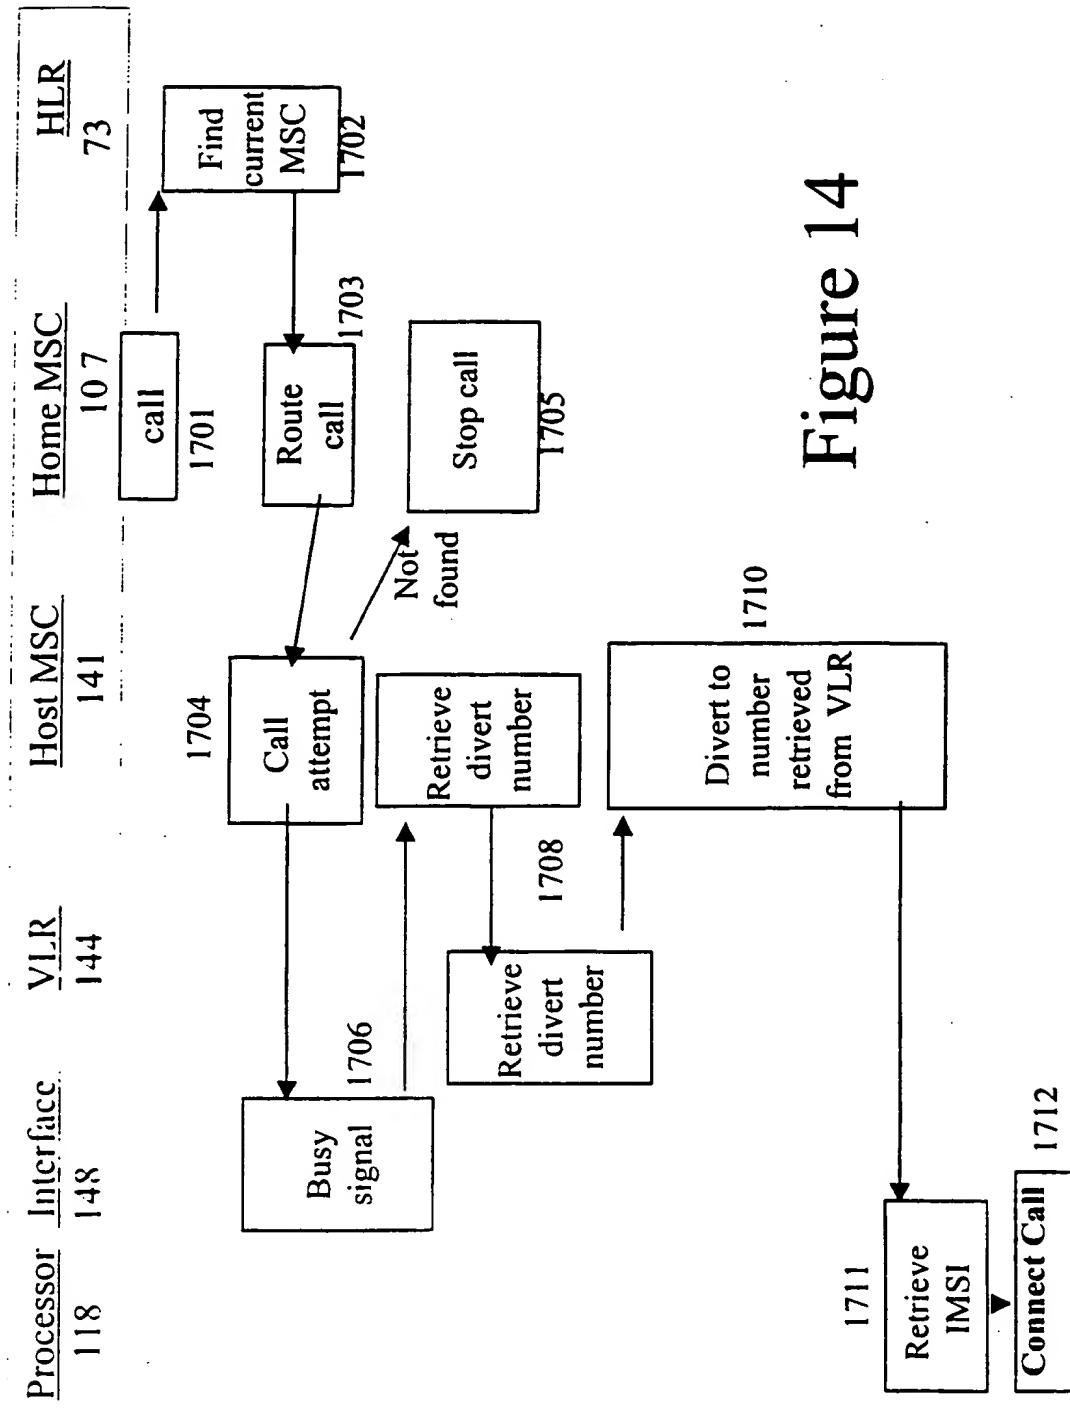 Processor
118
Interface
148
VLR
144
Host MSC
141
Home MSC
10 7
HLR
73
call
1701
Find
current
MSC
1702
Route
call
1703
1704
Call
attempt
Not
found
Stop call
1705
Busy
signal
1706
Retrieve
divert
number
1708
Retrieve
divert
number
Divert to
number
retrieved
from VLR
1710
1711
Retrieve
IMSI
Connect Call
1712
Figure 14